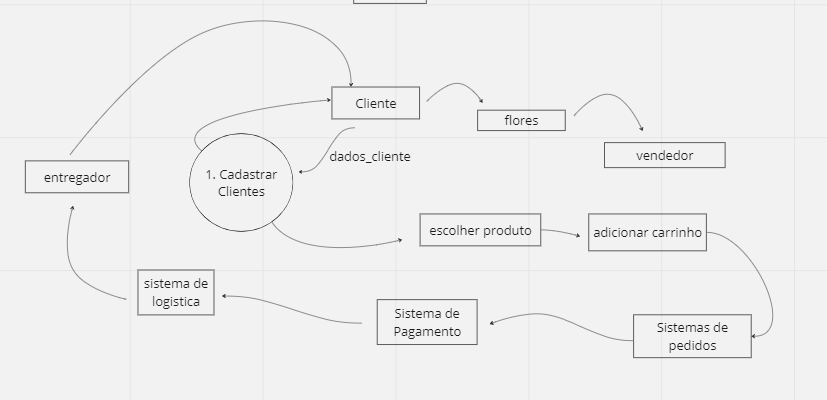 Cliente
flores
vendedor
dados_cliente
entregador
1. Cadastrar
Clientes
escolher produto
adicionar carrinho
sistema de
logistica
Sistema de
Pagamento
Sistemas de
pedidos